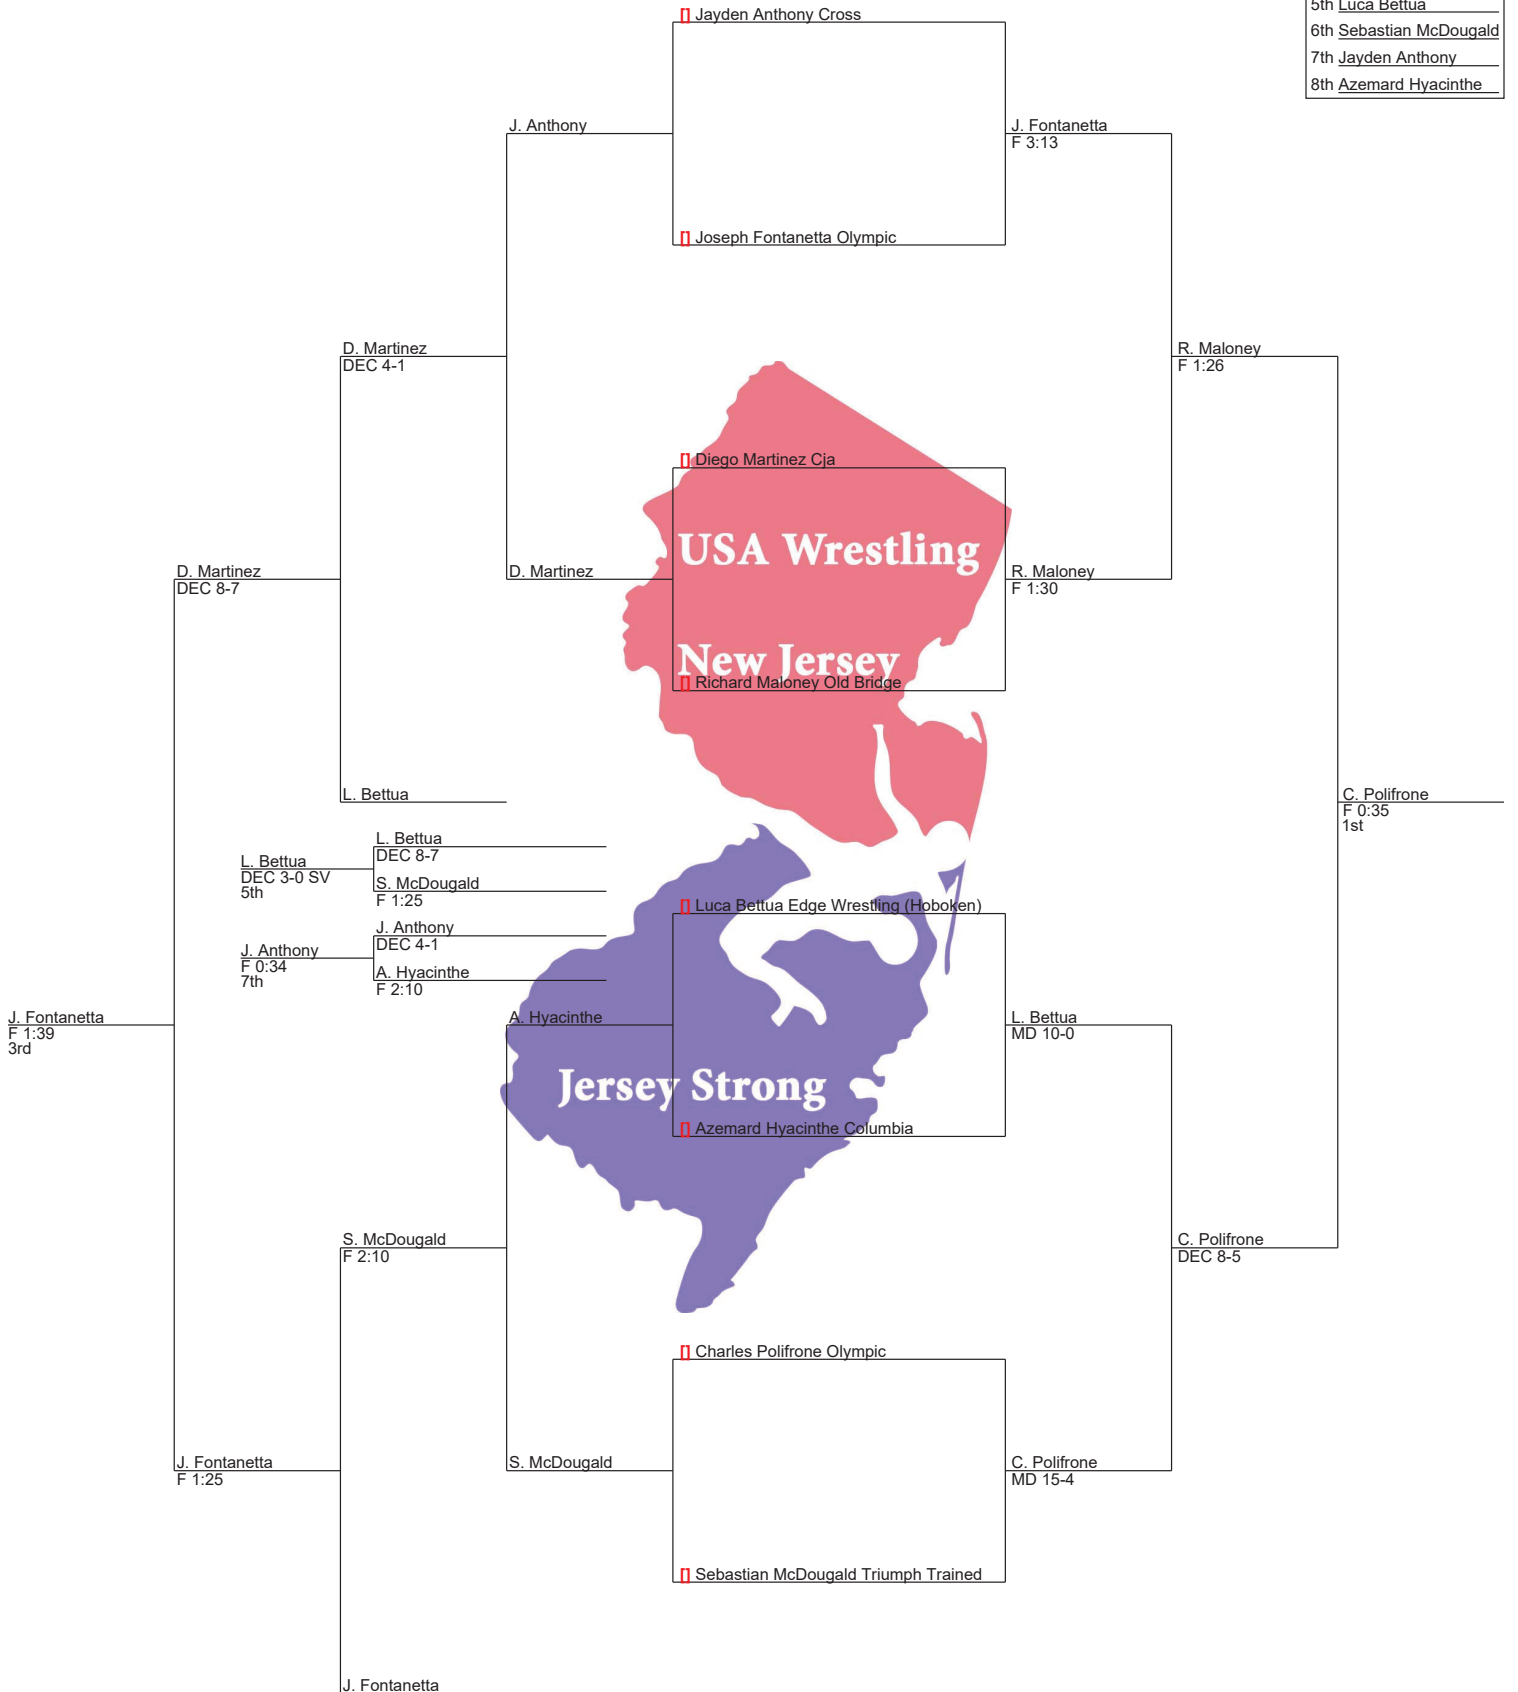 [] Jayden Anthony Cross
5th Luca Bettua
6th Sebastian McDougald
7th Jayden Anthony
8th Azemard Hyacinthe
J. Anthony
J. Fontanetta
F 3:13
[] Joseph Fontanetta Olympic
D. Martinez
DEC 4-1
R. Maloney
F 1:26
[] Diego Martinez Cja
USA Wrestling
D. Martinez
DEC 8-7
D. Martinez
R. Maloney
F 1:30
New Jersey
[] Richard Maloney Old Bridge
L. Bettua
C. Polifrone
F 0:35
1st
L. Bettua
DEC 8-7
L. Bettua
DEC 3-0 SV
5th
S. McDougald
F 1:25
[] Luca Bettua Edge Wrestling (Hoboken)
J. Anthony
DEC 4-1
J. Anthony
F 0:34
7th
A. Hyacinthe
F 2:10
J. Fontanetta
F 1:39
3rd
A. Hyacinthe
L. Bettua
MD 10-0
Jersey Strong
[] Azemard Hyacinthe Columbia
S. McDougald
F 2:10
C. Polifrone
DEC 8-5
[] Charles Polifrone Olympic
J. Fontanetta
F 1:25
S. McDougald
C. Polifrone
MD 15-4
[] Sebastian McDougald Triumph Trained
J. Fontanetta